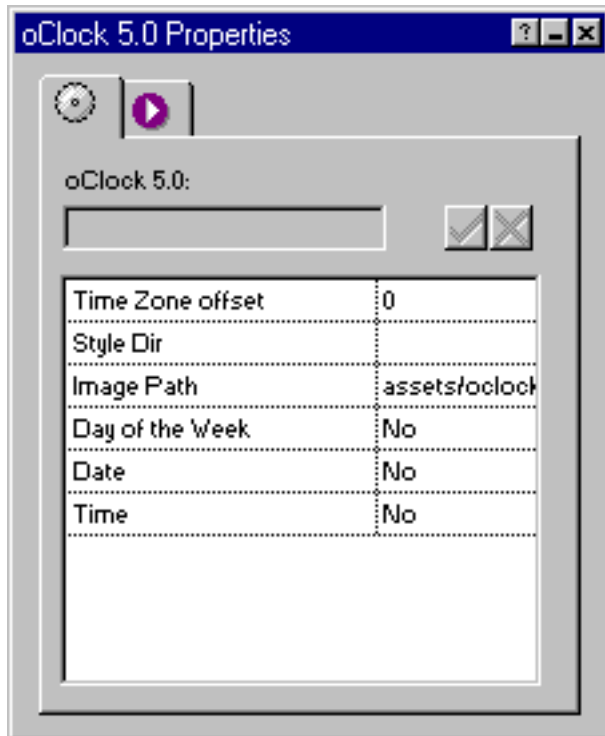 oClock 5.0 Properties
oClock 5.0:
Time Zone offset 0
Style Dir
Image Path assets/oclock
Day of the Week No
Date No
Time No